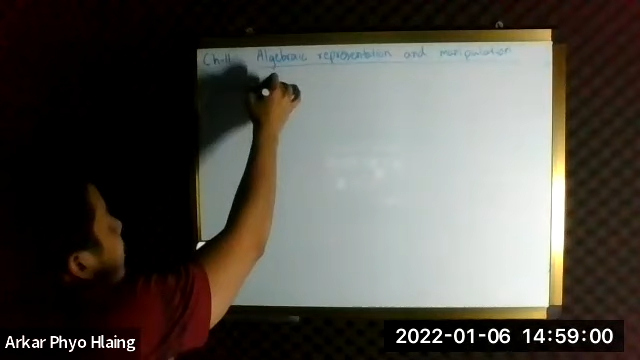 Ch-11 Algebraic representation and manipulation
Arkar Phyo Hlaing
2022-01-06 14:59:00